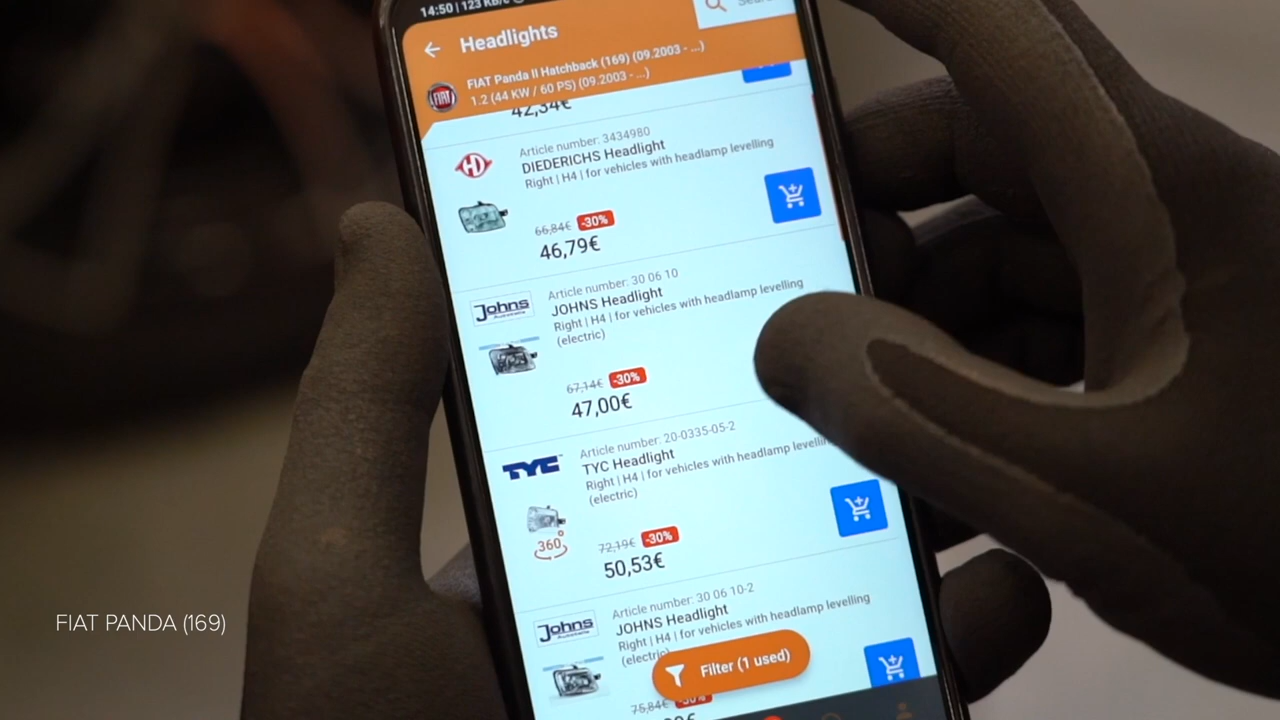 14:50 | 123 KB/c
Headlights
FIAT Panda II Hatchback (169) (09.2003 - ...)
1.2 (44 KW / 60 PS) (09.2003 - ...)
FIAT
42,34€
Article number: 3434980
DIEDERICHS Headlight
Right | H4 | for vehicles with headlamp levelling
66,84€ -30%
46,79€
Johns
Article number: 30 06 10
JOHNS Headlight
Right | H4 | for vehicles with headlamp levelling
(electric)
67,14€ -30%
47,00€
TYC
Article number: 20-0335-05-2
TYC Headlight
Right | H4 | for vehicles with headlamp levelling
(electric)
360°
72,19€ -30%
50,53€
Johns
Article number: 30 06 10-2
JOHNS Headlight
Right | H4 | for vehicles with headlamp levelling
(electric)
Filter (1 used)
75,84€ -30%
FIAT PANDA (169)